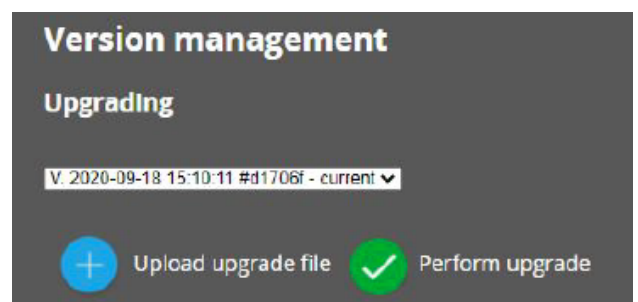 Version management
Upgrading
V. 2020-09-18 15:10:11 #d1706f - current
Upload upgrade file Perform upgrade